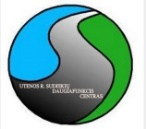 UTENOS R. SUDEIKIŲ
DAUGIAFUNKCIS
CENTRAS